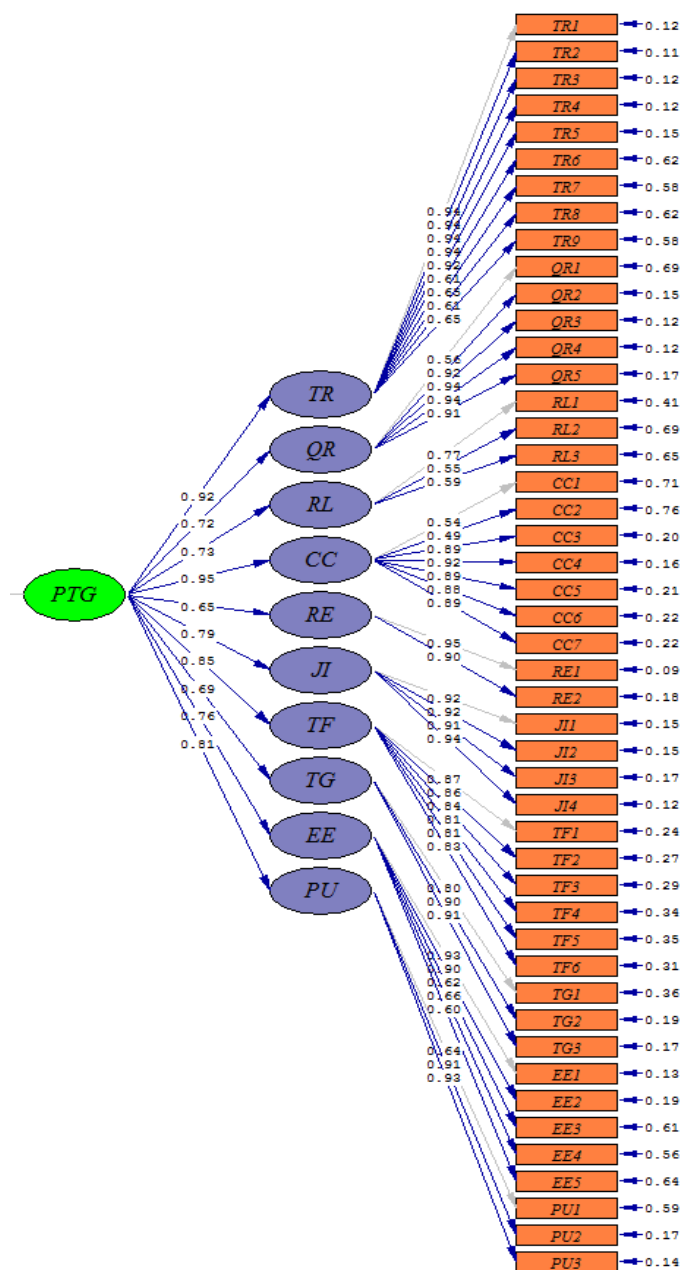 PTG
0.92
0.72
0.73
0.95
0.65
0.79
0.85
0.69
0.76
0.81
TR
QR
RL
CC
RE
JI
TF
TG
EE
PU
0.94
0.94
0.94
0.94
0.92
0.61
0.65
0.61
0.65
0.56
0.92
0.94
0.94
0.91
0.77
0.55
0.59
0.54
0.49
0.89
0.92
0.89
0.88
0.89
0.95
0.90
0.92
0.92
0.91
0.94
0.87
0.86
0.84
0.81
0.81
0.83
0.80
0.90
0.91
0.93
0.90
0.62
0.66
0.60
0.64
0.91
0.93
TR1 0.12
TR2 0.11
TR3 0.12
TR4 0.12
TR5 0.15
TR6 0.62
TR7 0.58
TR8 0.62
TR9 0.58
QR1 0.69
QR2 0.15
QR3 0.12
QR4 0.12
QR5 0.17
RL1 0.41
RL2 0.69
RL3 0.65
CC1 0.71
CC2 0.76
CC3 0.20
CC4 0.16
CC5 0.21
CC6 0.22
CC7 0.22
RE1 0.09
RE2 0.18
JI1 0.15
JI2 0.15
JI3 0.17
JI4 0.12
TF1 0.24
TF2 0.27
TF3 0.29
TF4 0.34
TF5 0.35
TF6 0.31
TG1 0.36
TG2 0.19
TG3 0.17
EE1 0.13
EE2 0.19
EE3 0.61
EE4 0.56
EE5 0.64
PU1 0.59
PU2 0.17
PU3 0.14